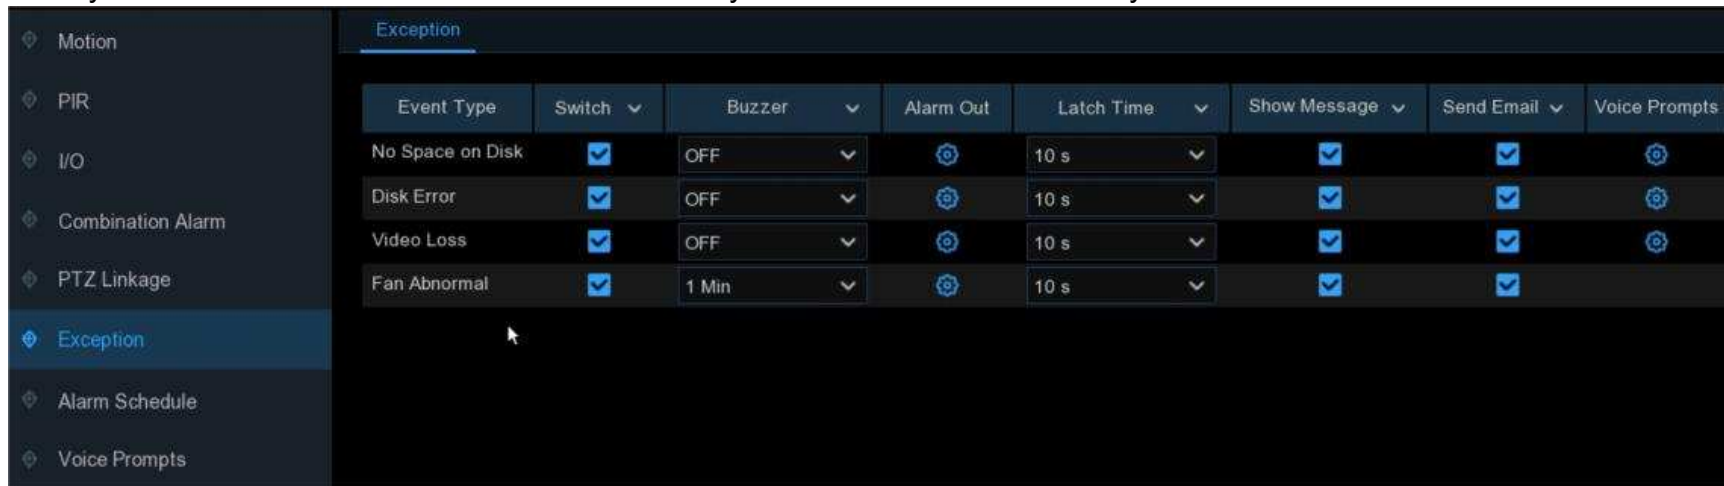 Motion
PIR
I/O
Combination Alarm
PTZ Linkage
Exception
Alarm Schedule
Voice Prompts
Exception
Event Type Switch Buzzer Alarm Out Latch Time Show Message Send Email Voice Prompts
No Space on Disk OFF 10 s
Disk Error OFF 10 s
Video Loss OFF 10 s
Fan Abnormal 1 Min 10 s